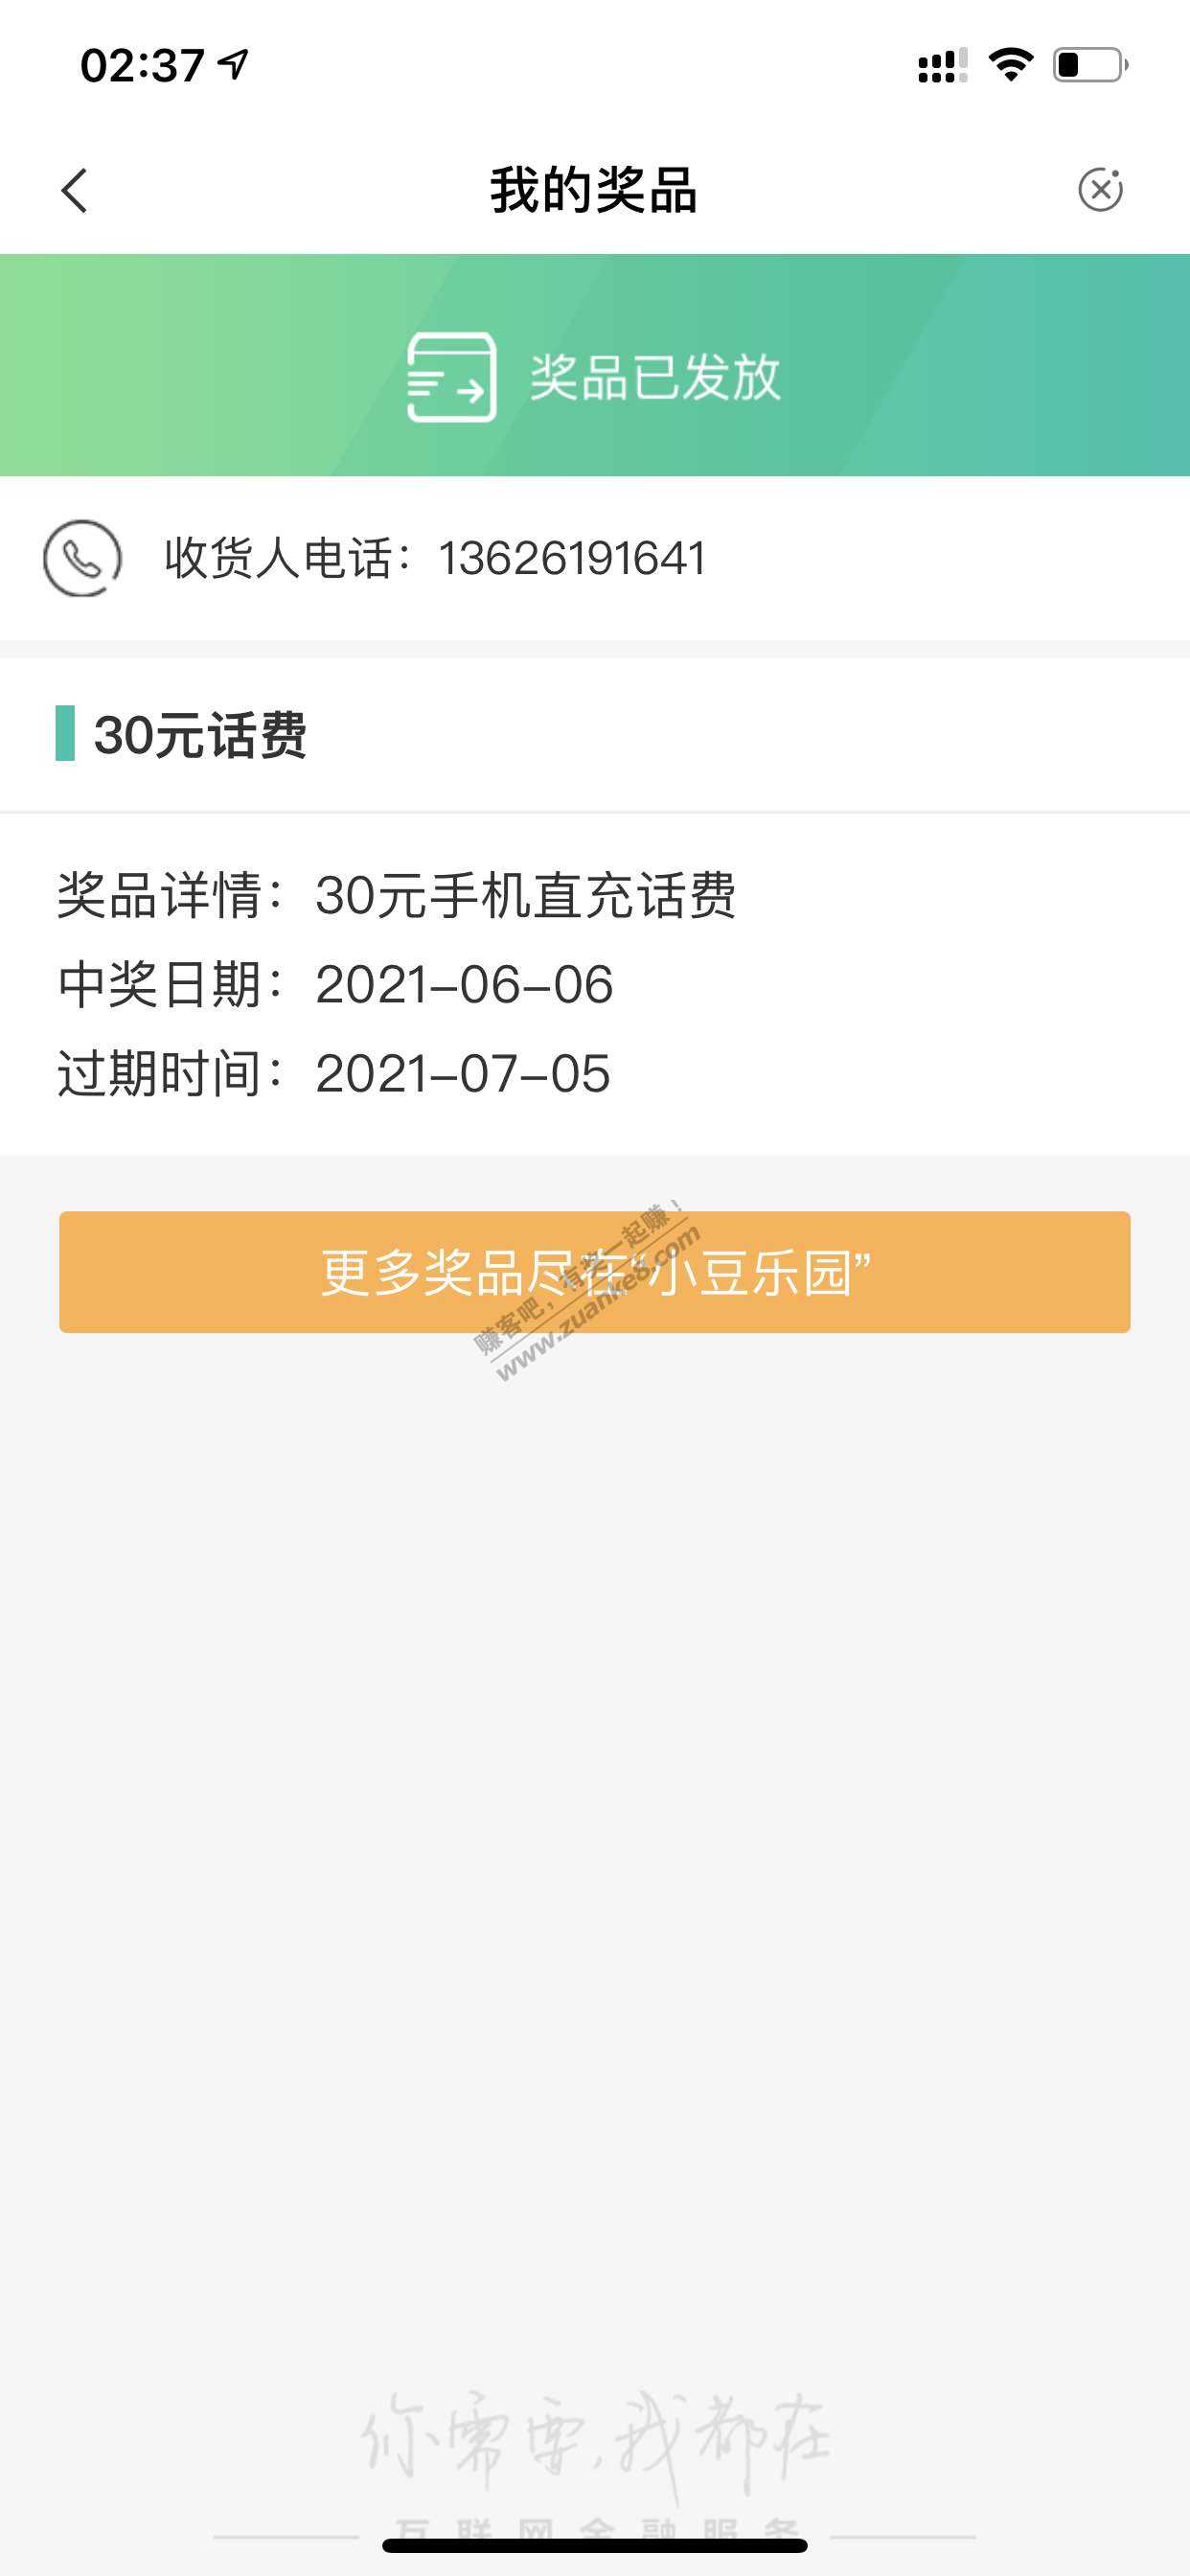 02:37
我的奖品
奖品已发放
收货人电话：13626191641
30元话费
奖品详情：30元手机直充话费
中奖日期：2021-06-06
过期时间：2021-07-05
更多奖品尽在“小豆乐园”
赚客吧，有奖一起赚！
www.zuanke8.com
你需要，我都在
互联网金融服务